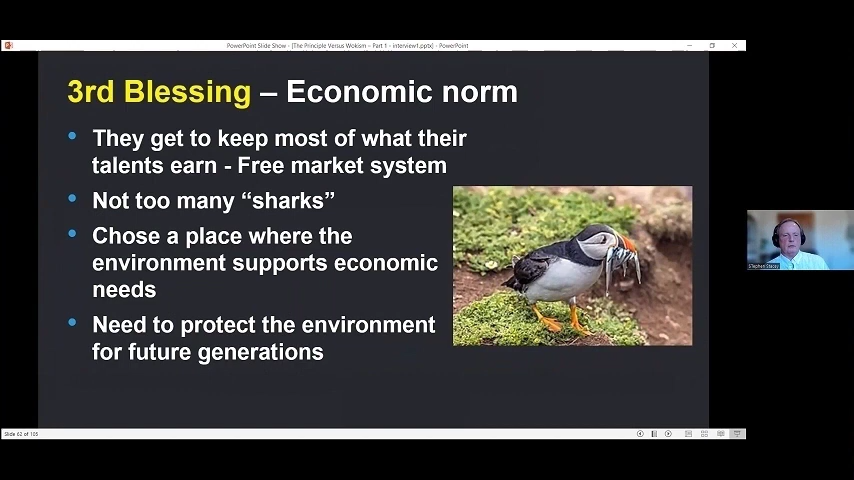 PowerPoint Slide Show - [The Principle Versus Wokism - Part 1 - interview1.pptx] - PowerPoint
3rd Blessing – Economic norm
• They get to keep most of what their
talents earn - Free market system
• Not too many “sharks”
• Chose a place where the
environment supports economic
needs
• Need to protect the environment
for future generations
STephen Stacey
Slide 62 of 105